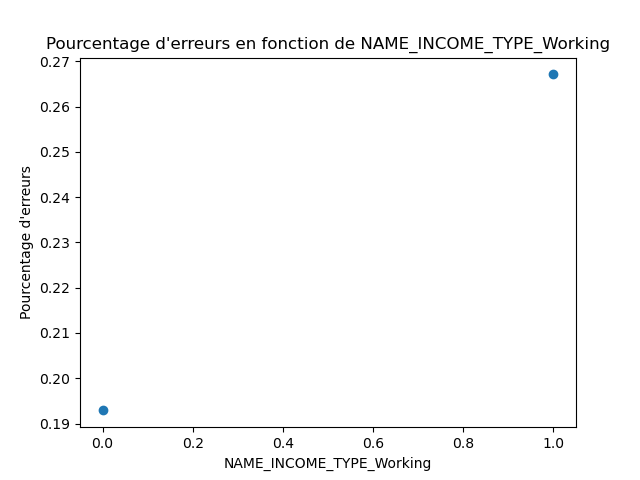 Pourcentage d'erreurs en fonction de NAME_INCOME_TYPE_Working
0.27
0.26
0.25
0.24
0.23
0.22
0.21
0.20
0.19
Pourcentage d'erreurs
0.0 0.2 0.4 0.6 0.8 1.0
NAME_INCOME_TYPE_Working